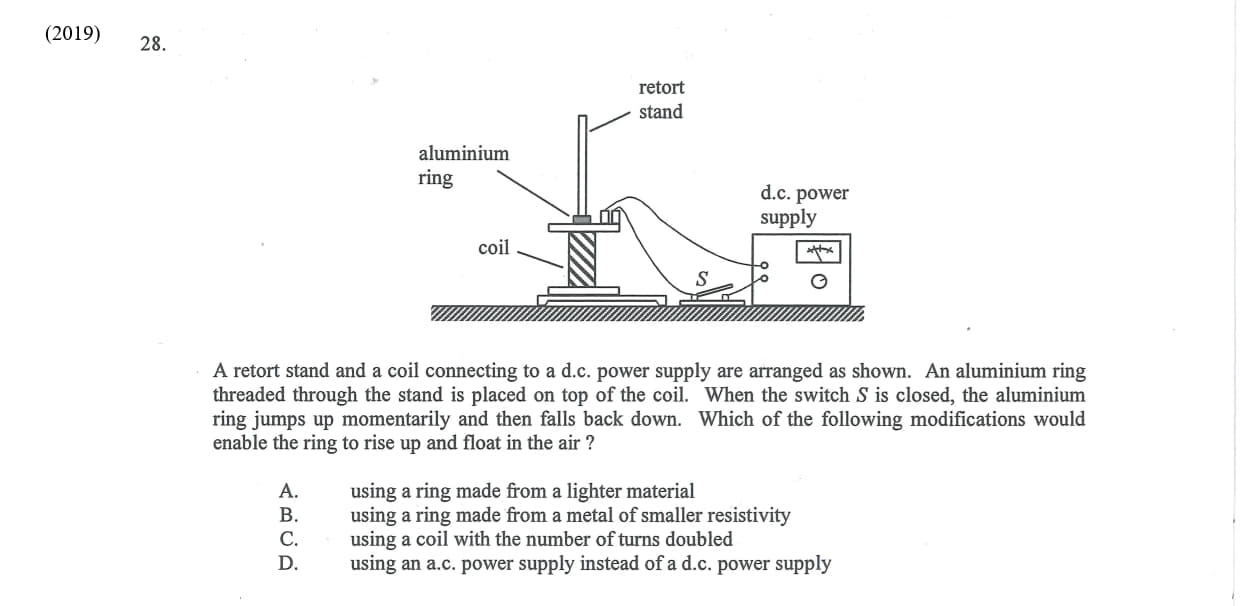 (2019)
28.
retort
stand
aluminium
ring
d.c. power
supply
coil
S
A retort stand and a coil connecting to a d.c. power supply are arranged as shown. An aluminium ring
threaded through the stand is placed on top of the coil. When the switch S is closed, the aluminium
ring jumps up momentarily and then falls back down. Which of the following modifications would
enable the ring to rise up and float in the air ?
A. using a ring made from a lighter material
B. using a ring made from a metal of smaller resistivity
C. using a coil with the number of turns doubled
D. using an a.c. power supply instead of a d.c. power supply